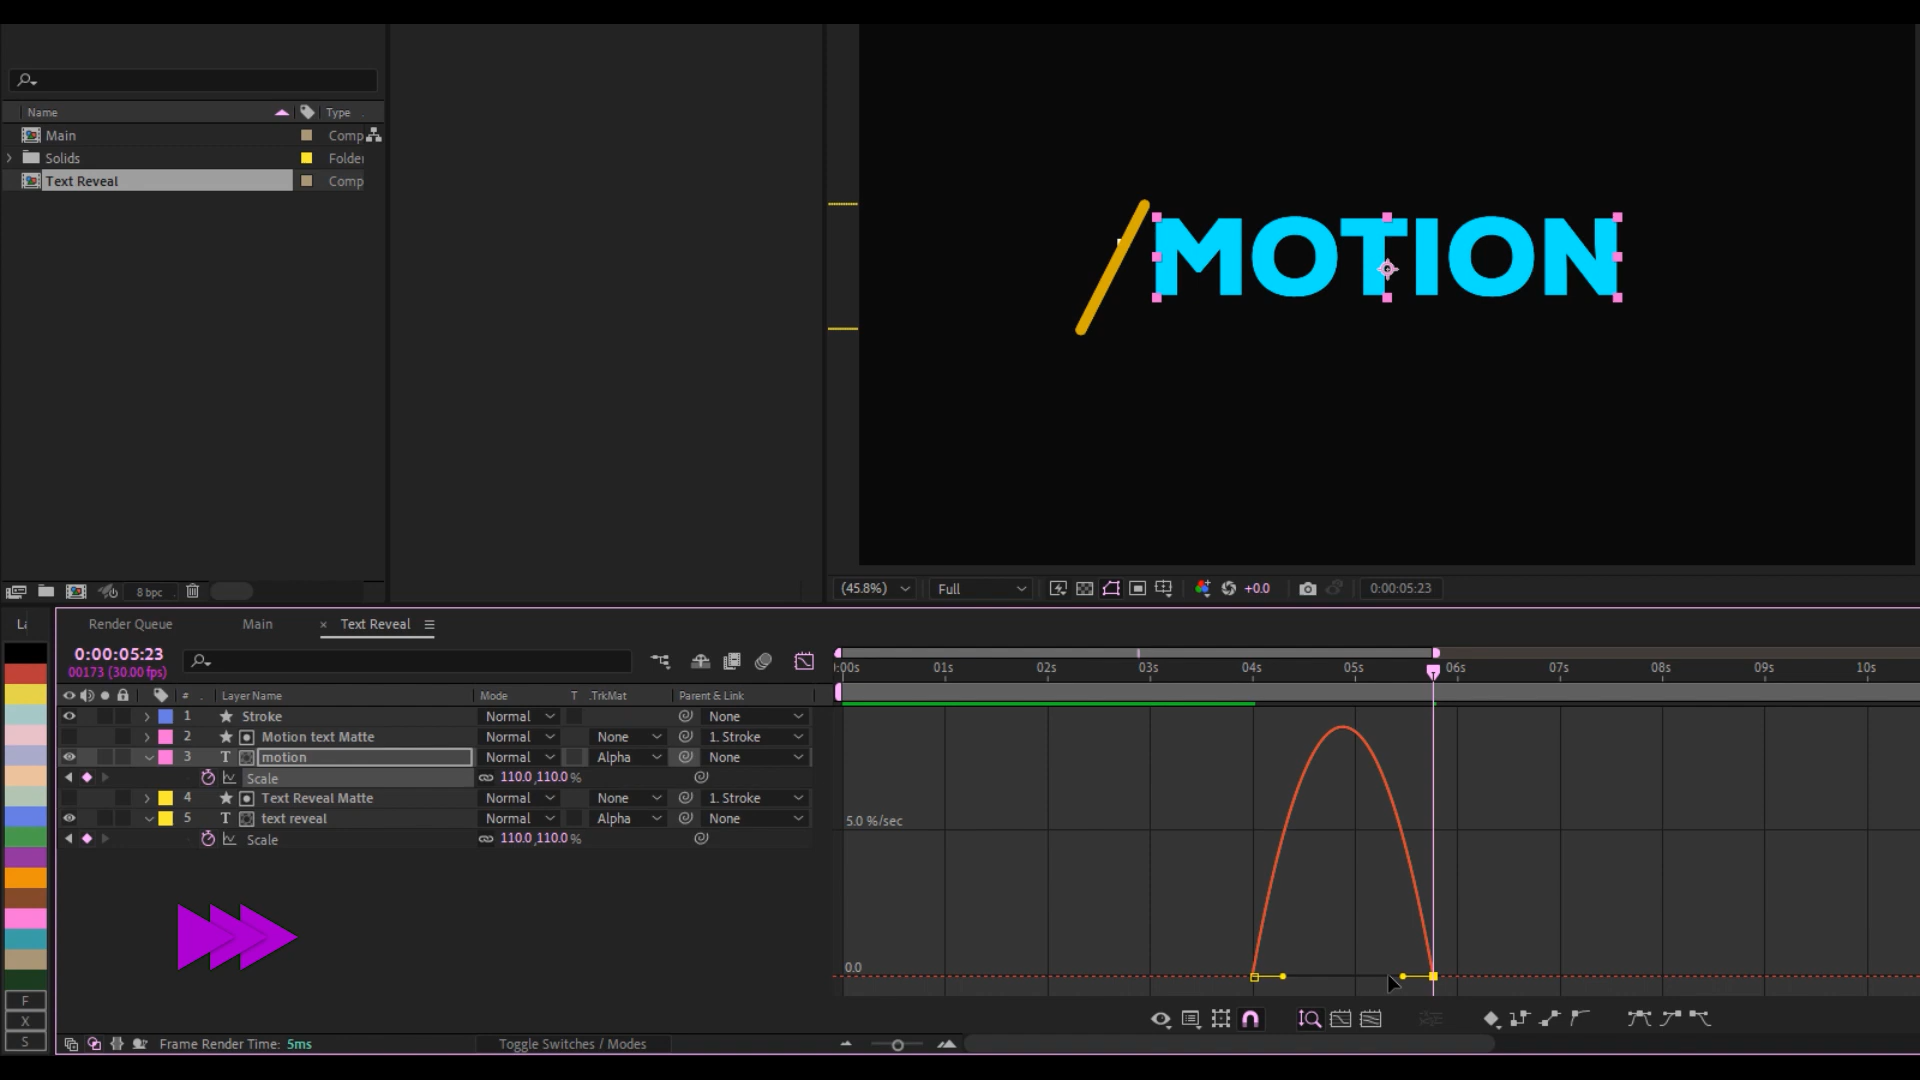 Name Type
Main Comp
Solids Folder
Text Reveal Comp
MOTION
8 bpc
(45.8%) Full +0.0 0:00:05:23
Render Queue Main × Text Reveal
0:00:05:23
00173 (30.00 fps)
:00s 01s 02s 03s 04s 05s 06s 07s 08s 09s 10s
# Layer Name Mode T .TrkMat Parent & Link
1 Stroke Normal None
2 Motion text Matte Normal None 1. Stroke
3 T motion Normal Alpha None
Scale 110.0,110.0 %
4 Text Reveal Matte Normal None 1. Stroke
5 T text reveal Normal Alpha None
Scale 110.0,110.0 %
5.0 %/sec
0.0
F
X
S
Frame Render Time: 5ms Toggle Switches / Modes